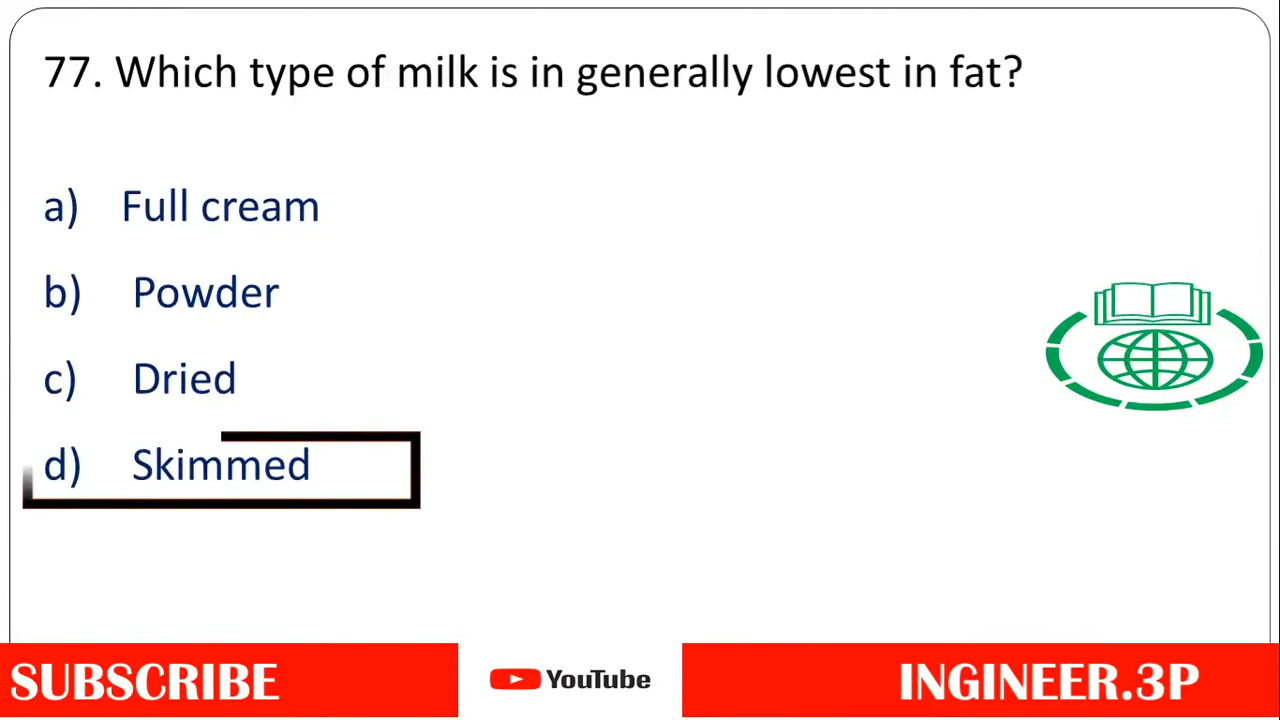 77. Which type of milk is in generally lowest in fat?
a) Full cream
b) Powder
c) Dried
d) Skimmed
SUBSCRIBE YouTube INGINEER.3P